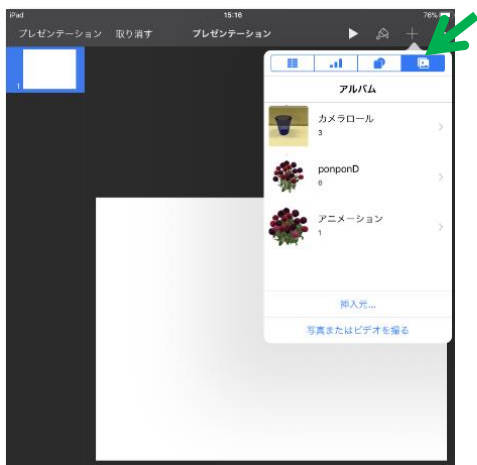 iPad 15:16 76%
プレゼンテーション 取り消す プレゼンテーション
1
アルバム
カメラロール
3
ponponD
6
アニメーション
1
挿入元...
写真またはビデオを撮る